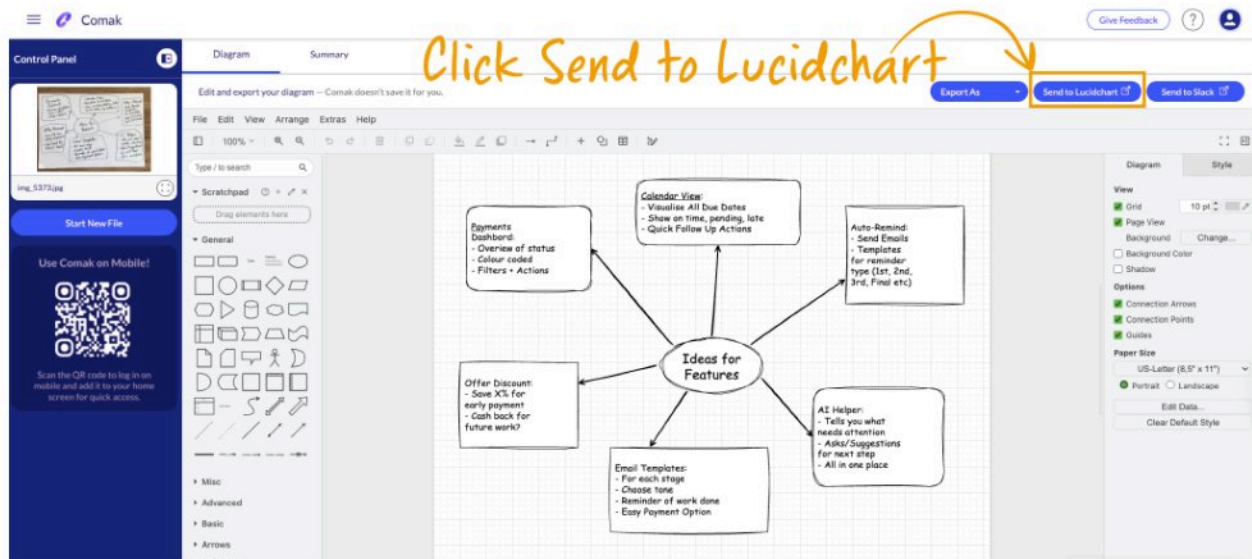 Comak
Give Feedback
?
Control Panel
Diagram
Summary
Click Send to Lucidchart
Edit and export your diagram — Comak doesn't save it for you.
Export As
Send to Lucidchart
Send to Slack
File Edit View Arrange Extras Help
100%
img_5373.jpg
Start New File
Use Comak on Mobile!
Scan the QR code to log in on
mobile and add it to your home
screen for quick access.
Type / to search
Scratchpad
Drag elements here
General
Misc
Advanced
Basic
Arrows
Payments
Dashbord:
- Overiew of status
- Colour coded
- Filters + Actions
Calendar View:
- Visualise All Due Dates
- Show on time, pending, late
- Quick Follow Up Actions
Auto-Remind:
- Send Emails
- Templates
for reminder
type (1st, 2nd,
3rd, Final etc)
Ideas for
Features
Offer Discount:
- Save X% for
early payment
- Cash back for
future work?
Email Templates:
- For each stage
- Choose tone
- Reminder of work done
- Easy Payment Option
AI Helper:
- Tells you what
needs attention
- Asks/Suggestions
for next step
- All in one place
Diagram
Style
View
Grid
10 pt
Page View
Background
Change...
Background Color
Shadow
Options
Connection Arrows
Connection Points
Guides
Paper Size
US-Letter (8,5" x 11")
Portrait
Landscape
Edit Data...
Clear Default Style